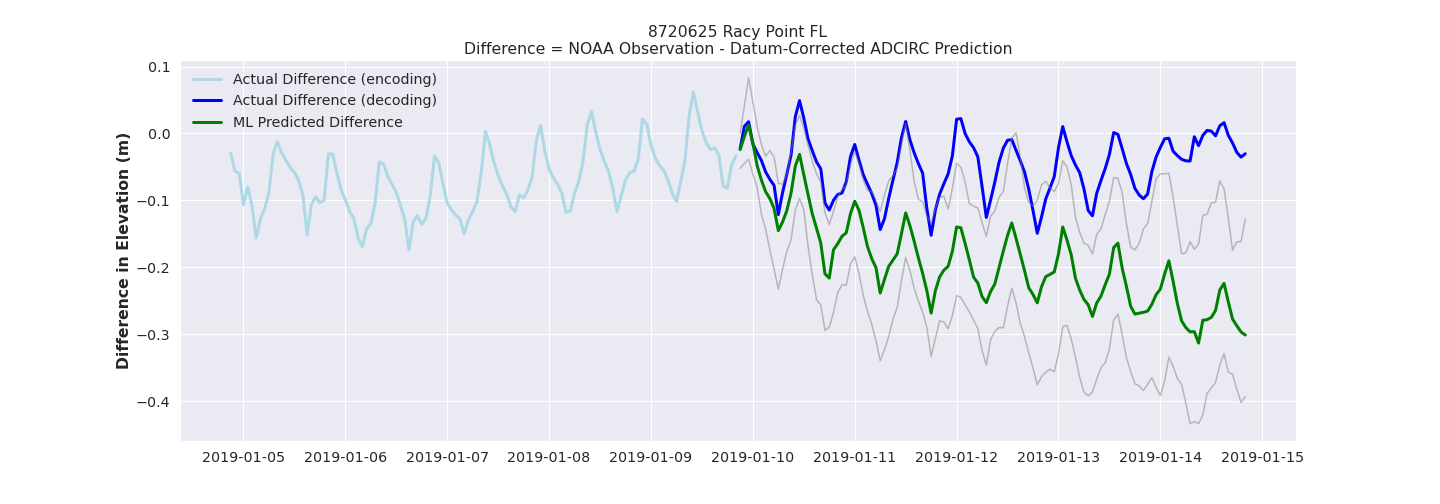 8720625 Racy Point FL
Difference = NOAA Observation - Datum-Corrected ADCIRC Prediction
Actual Difference (encoding)
Actual Difference (decoding)
ML Predicted Difference
Difference in Elevation (m)
0.1
0.0
−0.1
−0.2
−0.3
−0.4
2019-01-05 2019-01-06 2019-01-07 2019-01-08 2019-01-09 2019-01-10 2019-01-11 2019-01-12 2019-01-13 2019-01-14 2019-01-15